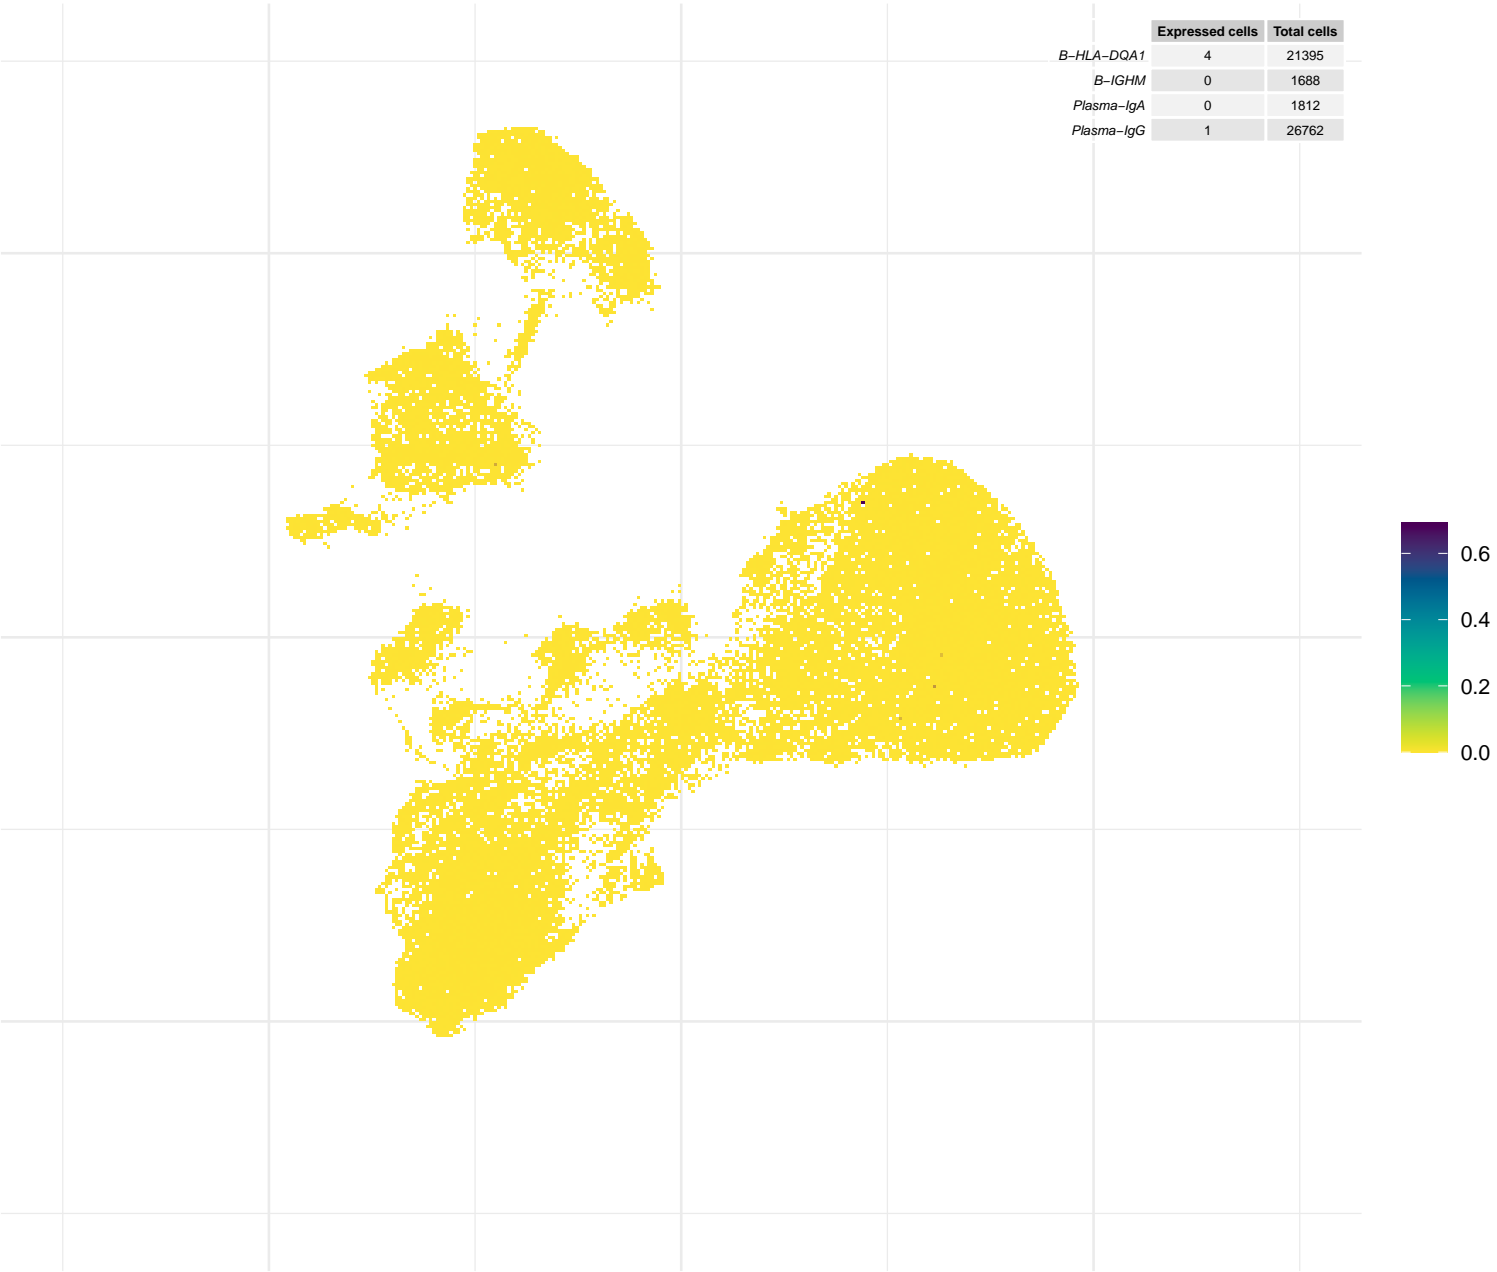 Expressed cells Total cells
B−HLA−DQA1 4 21395
B−IGHM 0 1688
Plasma−IgA 0 1812
Plasma−IgG 1 26762
0.6
0.4
0.2
0.0